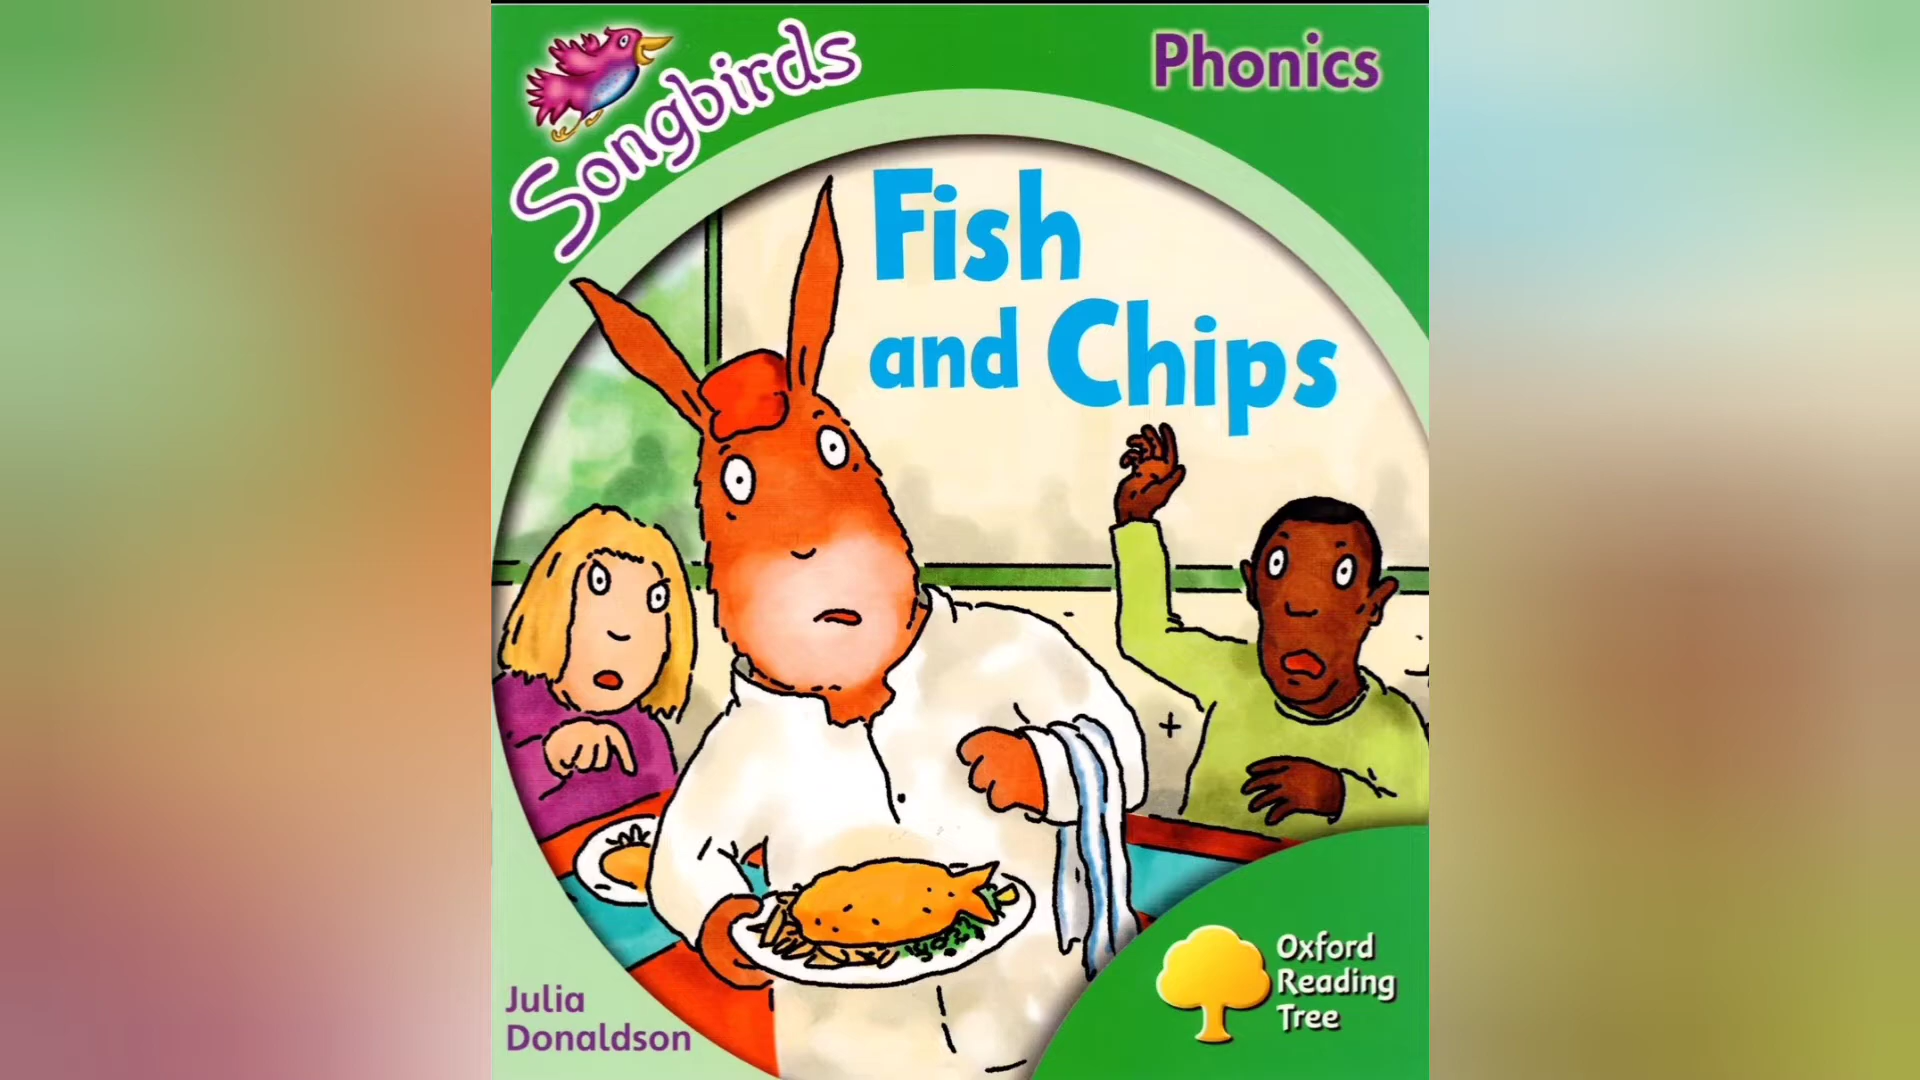 Songbirds
Phonics
Fish
and Chips
Julia
Donaldson
Oxford
Reading
Tree